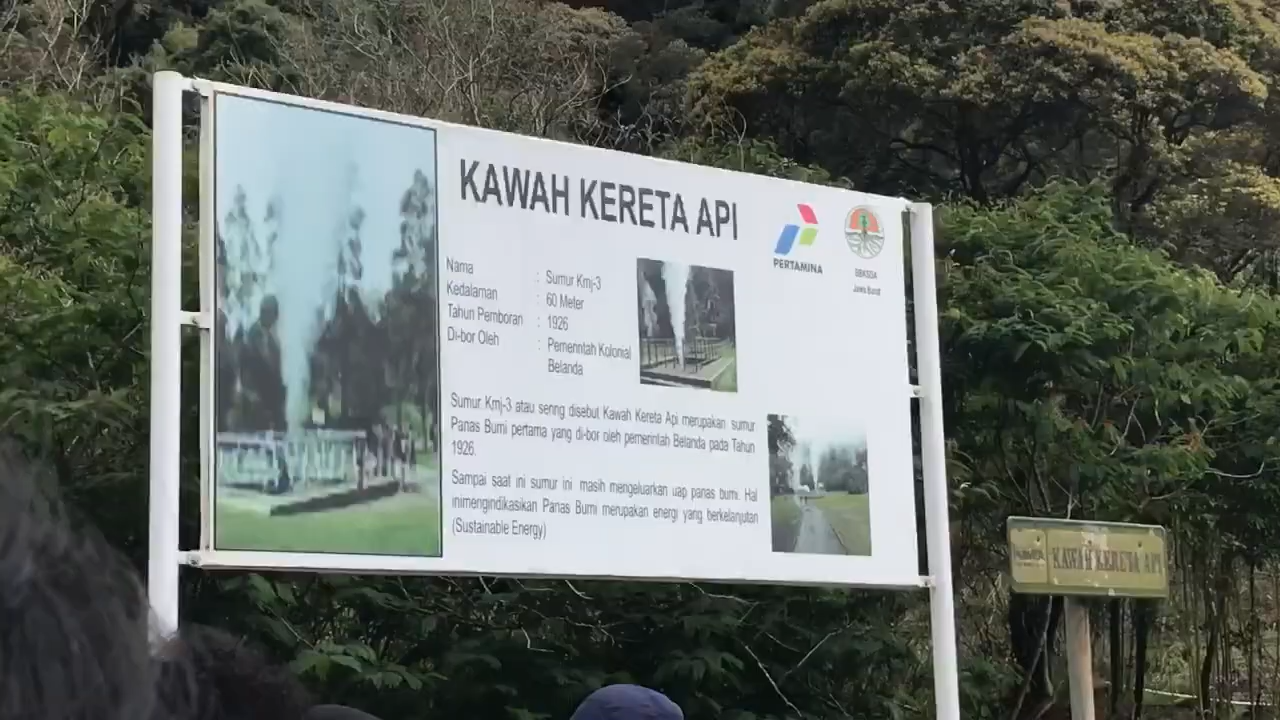 KAWAH KERETA API
PERTAMINA
BBKSDA
Jawa Barat
Nama : Sumur Kmj-3
Kedalaman : 60 Meter
Tahun Pemboran : 1926
Di-bor Oleh : Pemerintah Kolonial
Belanda
Sumur Kmj-3 atau sering disebut Kawah Kereta Api merupakan sumur
Panas Bumi pertama yang di-bor oleh pemerintah Belanda pada Tahun
1926.
Sampai saat ini sumur ini masih mengeluarkan uap panas bumi. Hal
inimengindikasikan Panas Bumi merupakan energi yang berkelanjutan
(Sustainable Energy)
KAWAH KERETA API